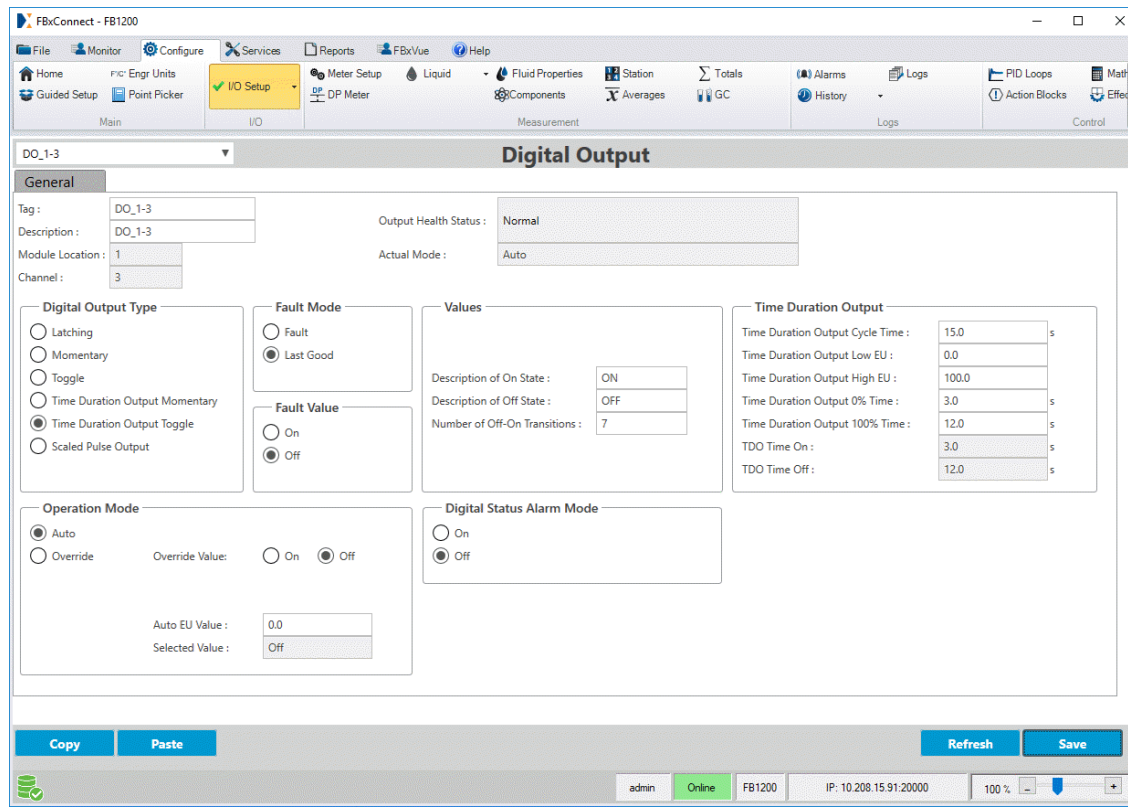 FBxConnect - FB1200
File Monitor Configure Services Reports FBxVue Help
Home Engr Units I/O Setup Meter Setup Liquid Fluid Properties Station Totals Alarms Logs PID Loops Math
Guided Setup Point Picker DP DP Meter Components Averages GC History Action Blocks Effec
Main I/O Measurement Logs Control
DO_1-3 Digital Output
General
Tag : DO_1-3
Description : DO_1-3
Module Location : 1
Channel : 3
Output Health Status : Normal
Actual Mode : Auto
Digital Output Type
Latching
Momentary
Toggle
Time Duration Output Momentary
Time Duration Output Toggle
Scaled Pulse Output
Fault Mode
Fault
Last Good
Fault Value
On
Off
Values
Description of On State : ON
Description of Off State : OFF
Number of Off-On Transitions : 7
Time Duration Output
Time Duration Output Cycle Time : 15.0 s
Time Duration Output Low EU : 0.0
Time Duration Output High EU : 100.0
Time Duration Output 0% Time : 3.0 s
Time Duration Output 100% Time : 12.0 s
TDO Time On : 3.0 s
TDO Time Off : 12.0 s
Operation Mode
Auto
Override Override Value: On Off
Auto EU Value : 0.0
Selected Value : Off
Digital Status Alarm Mode
On
Off
Copy Paste Refresh Save
admin Online FB1200 IP: 10.208.15.91:20000 100 % - +